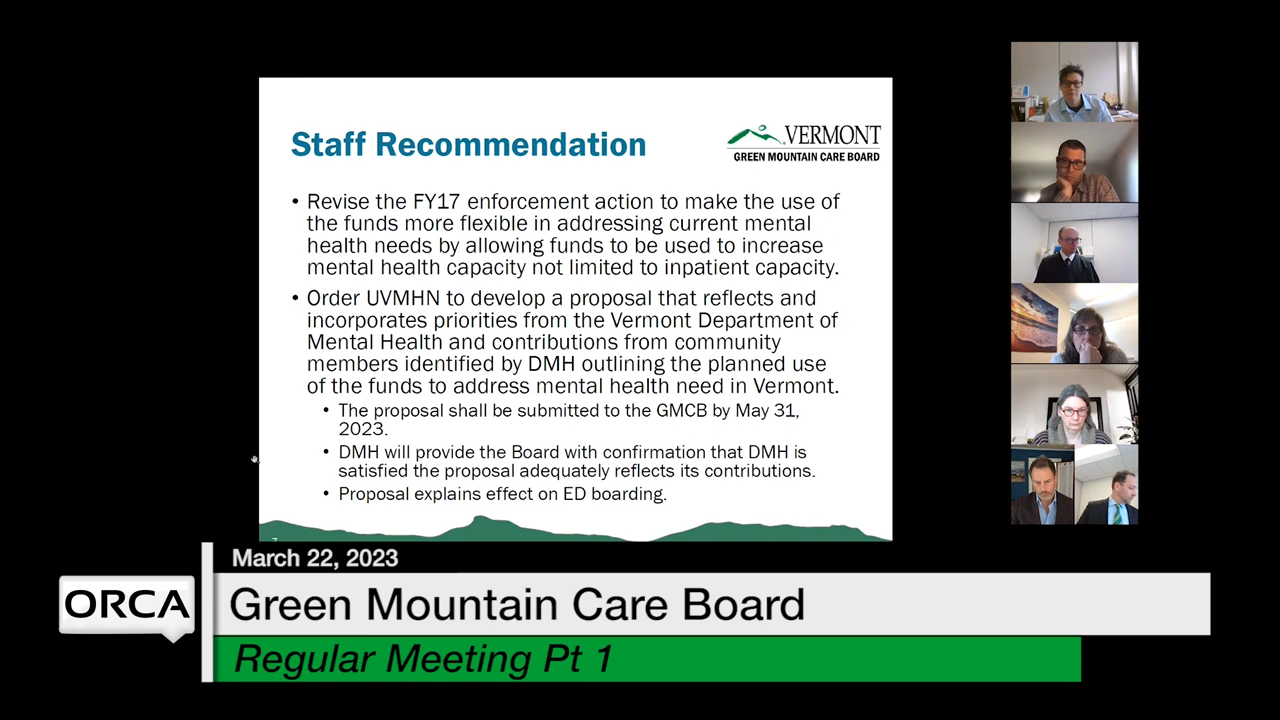 Staff Recommendation
VERMONT
GREEN MOUNTAIN CARE BOARD
• Revise the FY17 enforcement action to make the use of
the funds more flexible in addressing current mental
health needs by allowing funds to be used to increase
mental health capacity not limited to inpatient capacity.
• Order UVMHN to develop a proposal that reflects and
incorporates priorities from the Vermont Department of
Mental Health and contributions from community
members identified by DMH outlining the planned use
of the funds to address mental health need in Vermont.
• The proposal shall be submitted to the GMCB by May 31,
2023.
• DMH will provide the Board with confirmation that DMH is
satisfied the proposal adequately reflects its contributions.
• Proposal explains effect on ED boarding.
7
March 22, 2023
ORCA
Green Mountain Care Board
Regular Meeting Pt 1